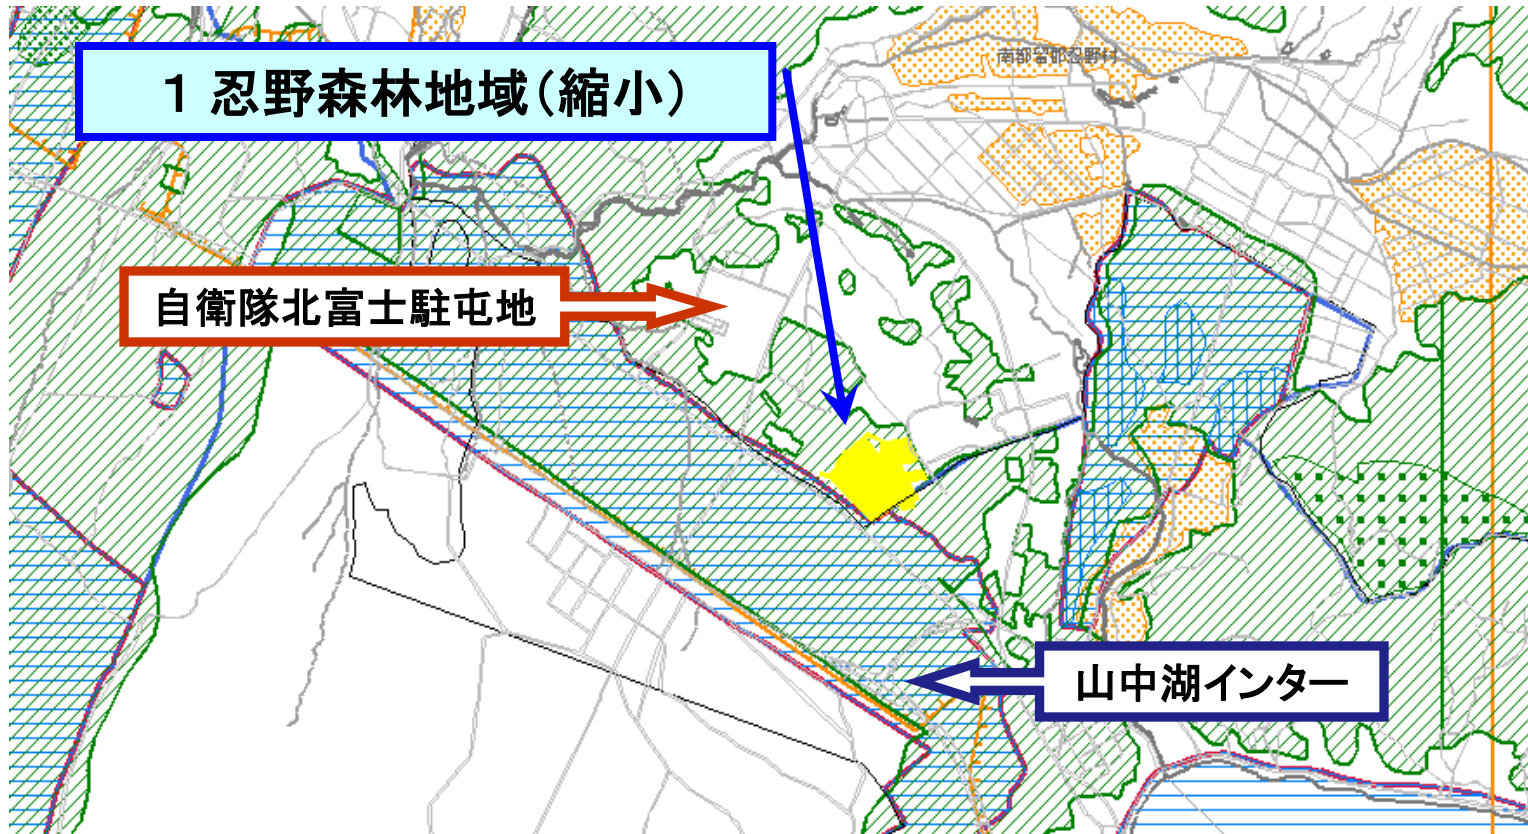 南都留郡忍野村
１ 忍野森林地域（縮小）
自衛隊北富士駐屯地
山中湖インター